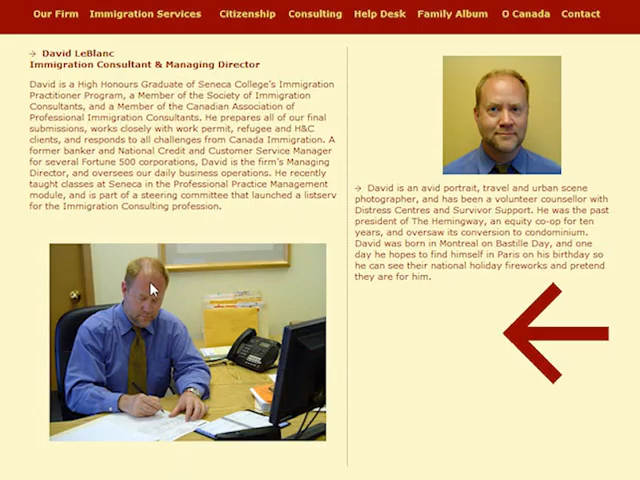 Our Firm Immigration Services Citizenship Consulting Help Desk Family Album O Canada Contact
David LeBlanc
Immigration Consultant & Managing Director
David is a High Honours Graduate of Seneca College's Immigration
Practitioner Program, a Member of the Society of Immigration
Consultants, and a Member of the Canadian Association of
Professional Immigration Consultants. He prepares all of our final
submissions, works closely with work permit, refugee and H&C
clients, and responds to all challenges from Canada Immigration. A
former banker and National Credit and Customer Service Manager
for several Fortune 500 corporations, David is the firm's Managing
Director, and oversees our daily business operations. He recently
taught classes at Seneca in the Professional Practice Management
module, and is part of a steering committee that launched a listserv
for the Immigration Consulting profession.
David is an avid portrait, travel and urban scene
photographer, and has been a volunteer counsellor with
Distress Centres and Survivor Support. He was the past
president of The Hemingway, an equity co-op for ten
years, and oversaw its conversion to condominium.
David was born in Montreal on Bastille Day, and one
day he hopes to find himself in Paris on his birthday so
he can see their national holiday fireworks and pretend
they are for him.